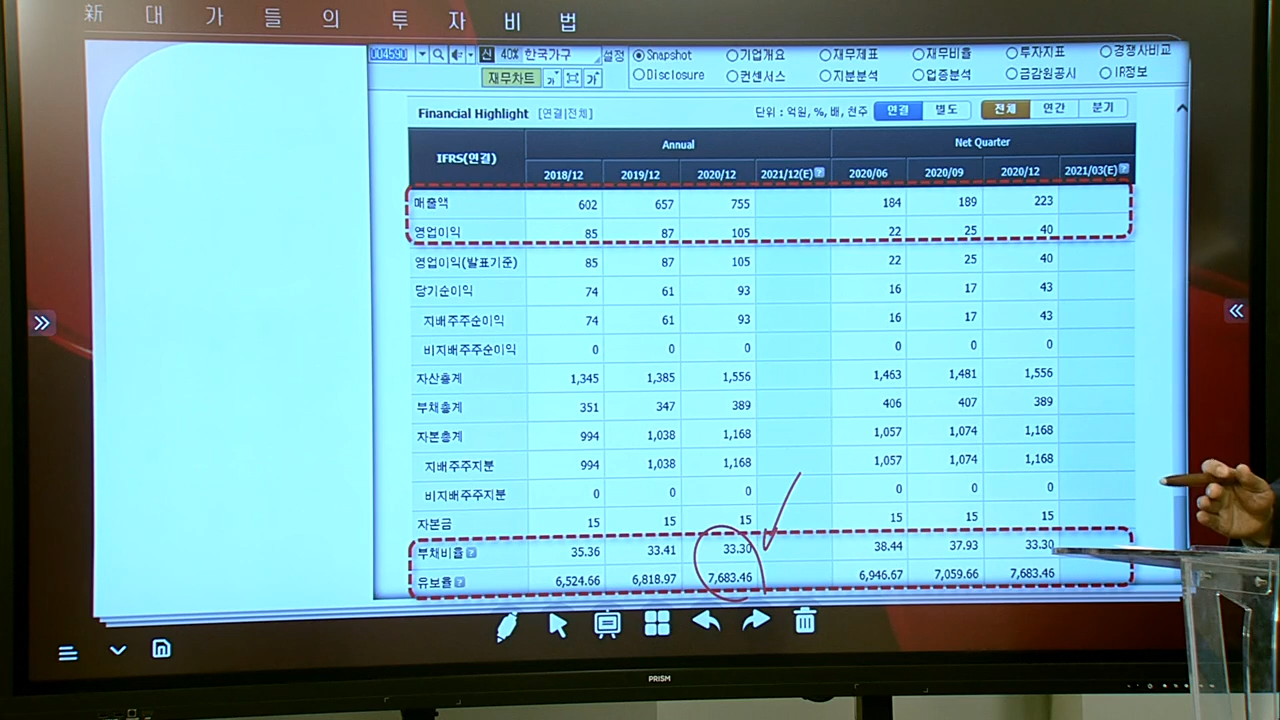 新 대 가 들 의 투 자 비 법
004590 신 40% 한국가구 설정 Snapshot 기업개요 재무제표 재무비율 투자지표 경쟁사비교
재무차트 가 가 Disclosure 컨센서스 지분분석 업종분석 금감원공시 IR정보
Financial Highlight [연결|전체] 단위 : 억원, %, 배, 천주 연결 별도 전체 연간 분기
IFRS(연결) Annual Net Quarter
2018/12 2019/12 2020/12 2021/12(E) 2020/06 2020/09 2020/12 2021/03(E)
매출액 602 657 755 184 189 223
영업이익 85 87 105 22 25 40
영업이익(발표기준) 85 87 105 22 25 40
당기순이익 74 61 93 16 17 43
지배주주순이익 74 61 93 16 17 43
비지배주주순이익 0 0 0 0 0 0
자산총계 1,345 1,385 1,556 1,463 1,481 1,556
부채총계 351 347 389 406 407 389
자본총계 994 1,038 1,168 1,057 1,074 1,168
지배주주지분 994 1,038 1,168 1,057 1,074 1,168
비지배주주지분 0 0 0 0 0 0
자본금 15 15 15 15 15 15
부채비율 35.36 33.41 33.30 38.44 37.93 33.30
유보율 6,524.66 6,818.97 7,683.46 6,946.67 7,059.66 7,683.46
PRISM